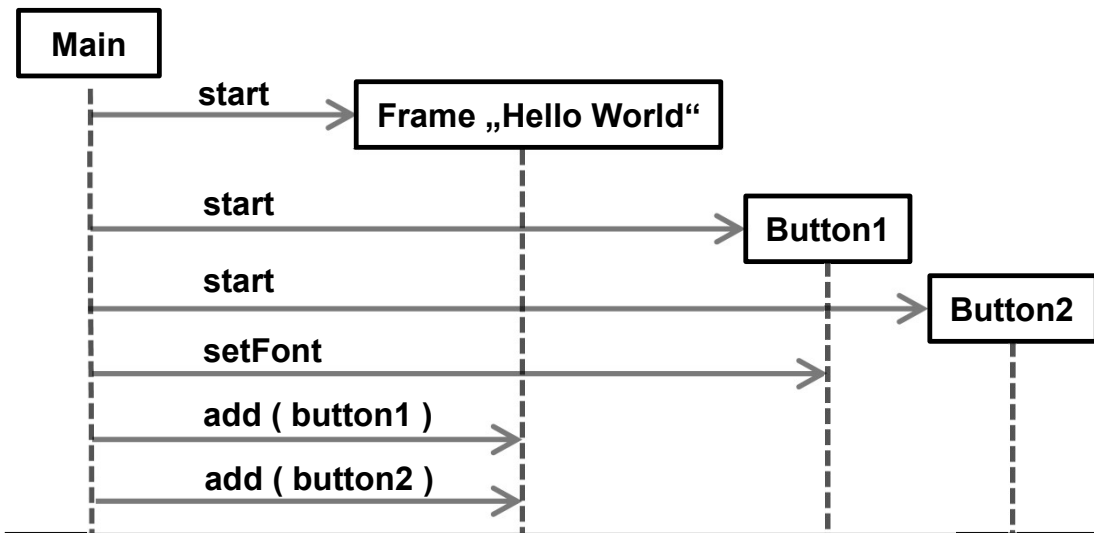 Main
start
Frame „Hello World“
start
Button1
start
Button2
setFont
add ( button1 )
add ( button2 )